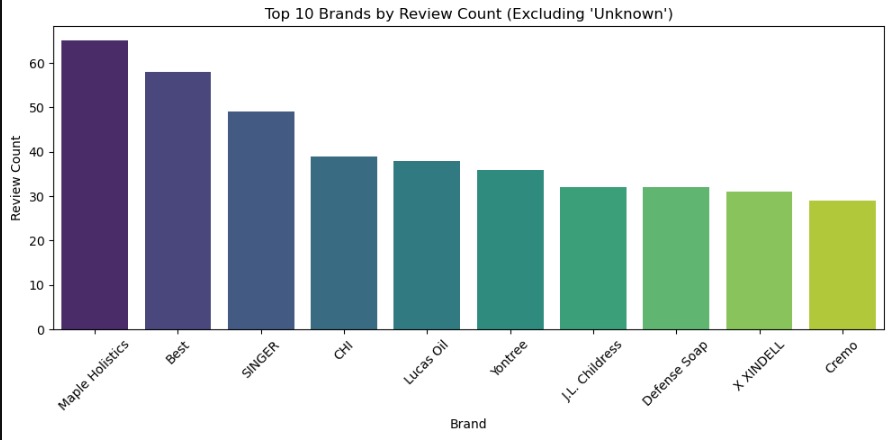 Top 10 Brands by Review Count (Excluding 'Unknown')
Review Count
60
50
40
30
20
10
0
Maple Holistics
Best
SINGER
CHI
Lucas Oil
Yontree
J.L. Childress
Defense Soap
X XINDELL
Cremo
Brand